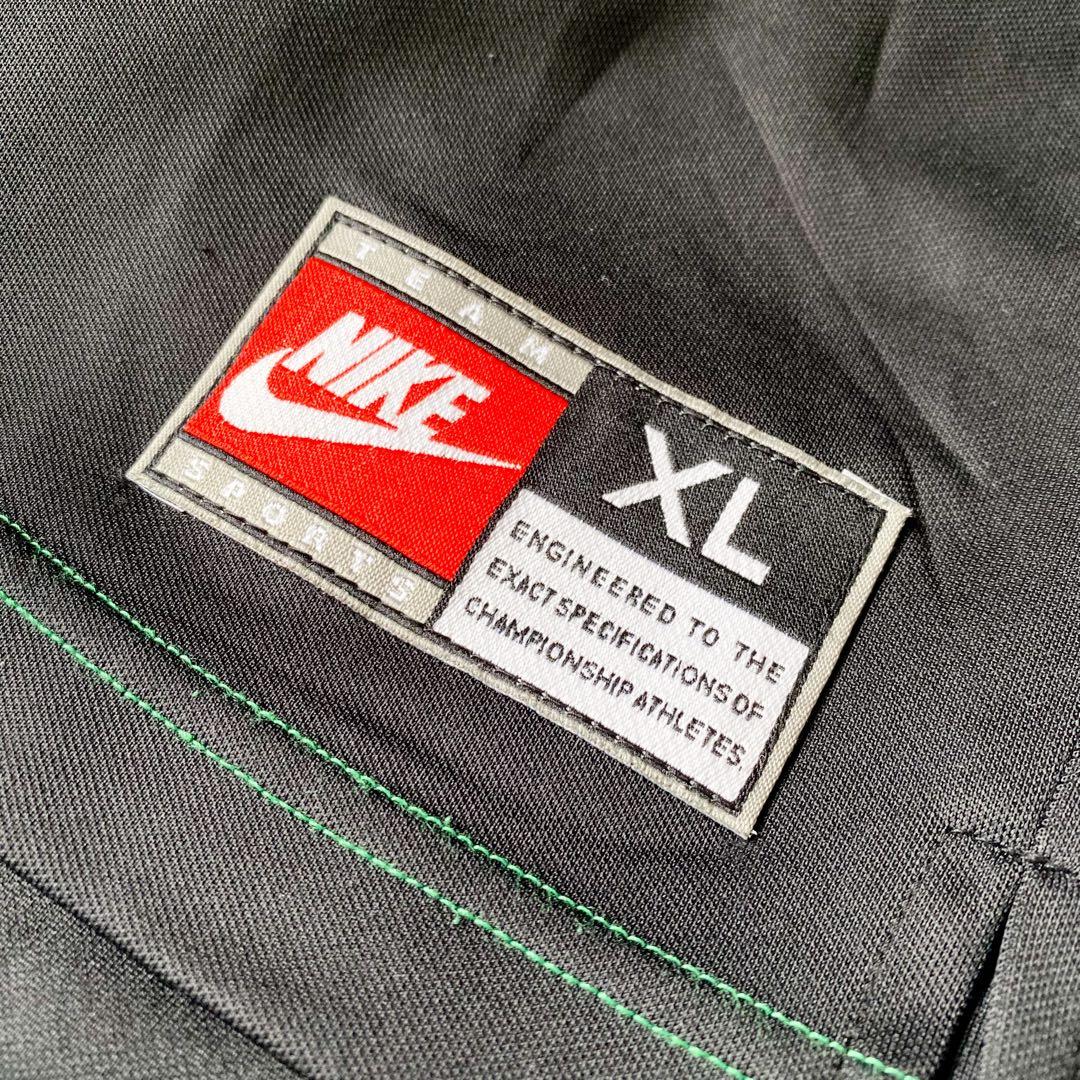 TEAM
NIKE
SPORTS
XL
ENGINEERED TO THE
EXACT SPECIFICATIONS OF
CHAMPIONSHIP ATHLETES.